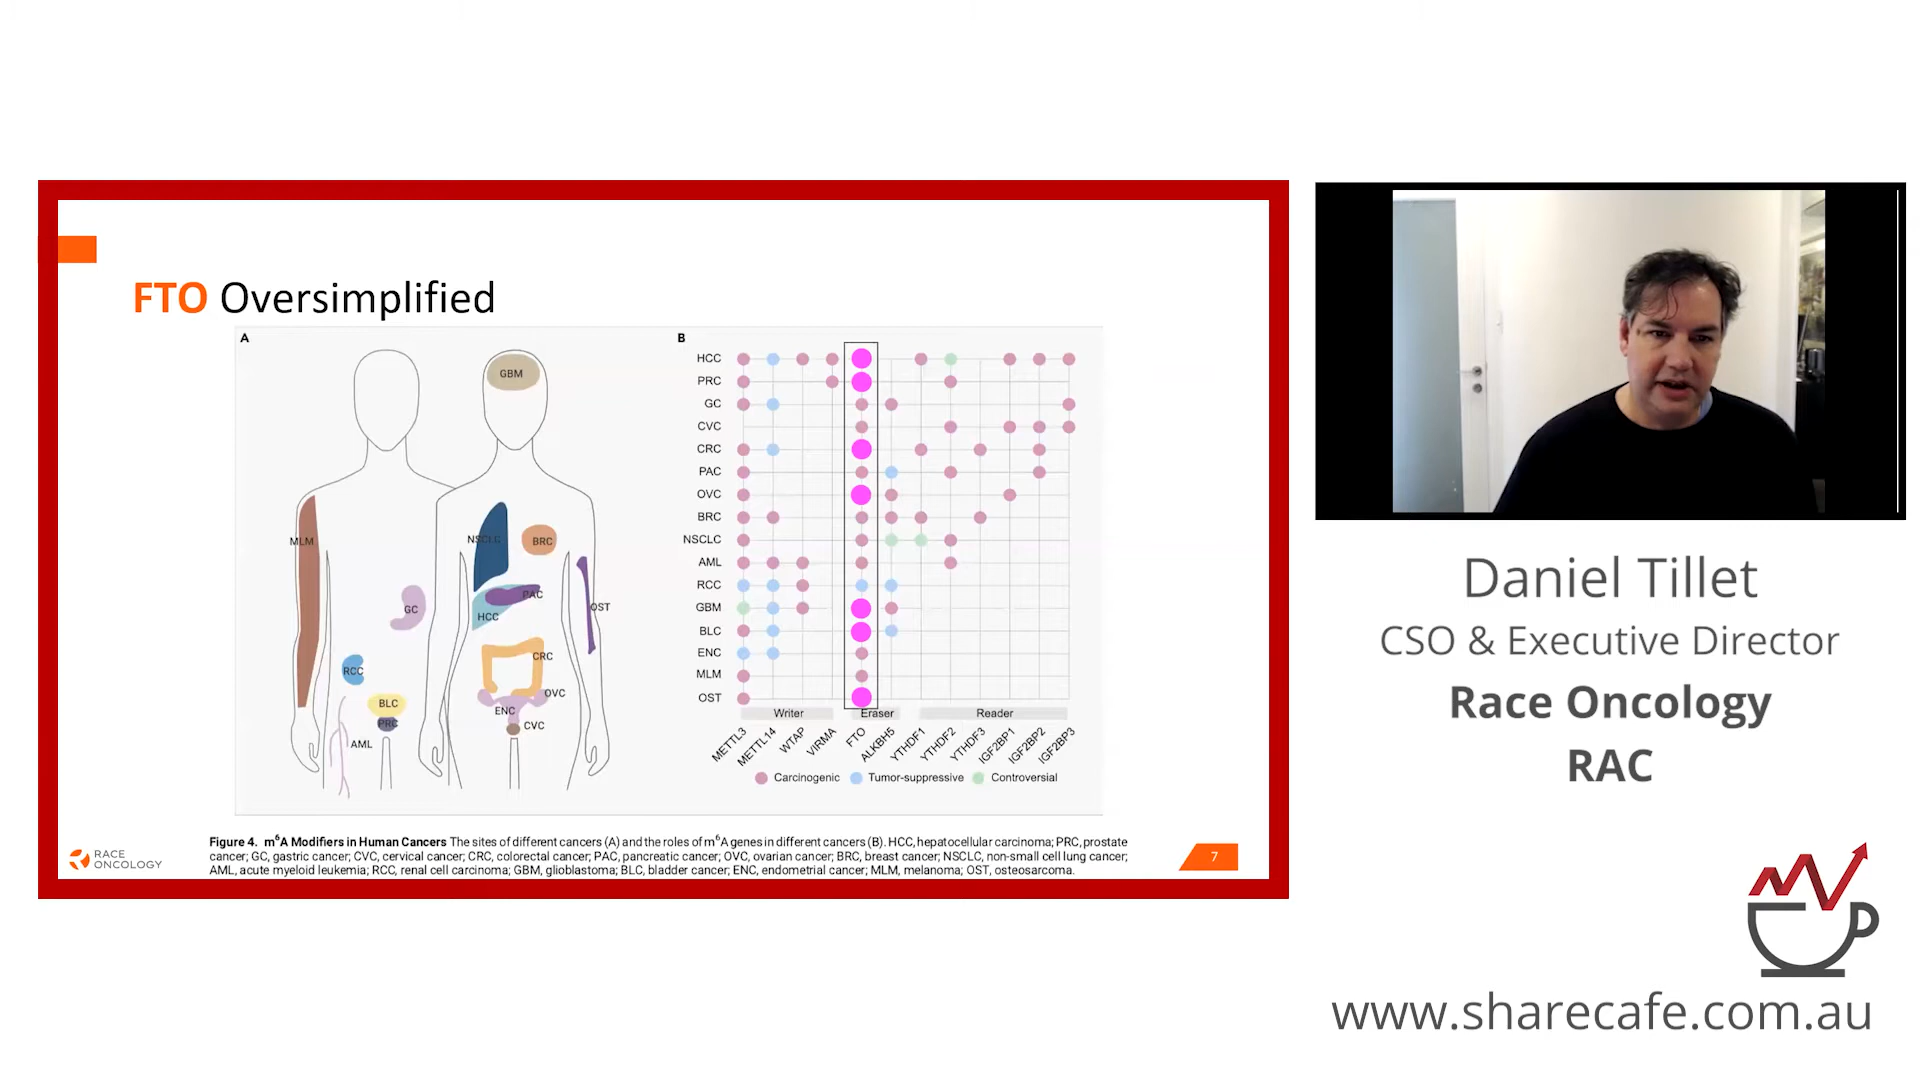 FTO Oversimplified
A
GBM
MLM
NSCLC
BRC
GC
PAC
HCC
OST
RCC
CRC
BLC
PRC
OVC
ENC
CVC
AML
B
HCC
PRC
GC
CVC
CRC
PAC
OVC
BRC
NSCLC
AML
RCC
GBM
BLC
ENC
MLM
OST
Writer
Eraser
Reader
METTL3
METTL14
WTAP
VIRMA
FTO
ALKBH5
YTHDF1
YTHDF2
YTHDF3
IGF2BP1
IGF2BP2
IGF2BP3
Carcinogenic
Tumor-suppressive
Controversial
Figure 4. m⁶A Modifiers in Human Cancers The sites of different cancers (A) and the roles of m⁶A genes in different cancers (B). HCC, hepatocellular carcinoma; PRC, prostate
cancer; GC, gastric cancer; CVC, cervical cancer; CRC, colorectal cancer; PAC, pancreatic cancer; OVC, ovarian cancer; BRC, breast cancer; NSCLC, non-small cell lung cancer;
AML, acute myeloid leukemia; RCC, renal cell carcinoma; GBM, glioblastoma; BLC, bladder cancer; ENC, endometrial cancer; MLM, melanoma; OST, osteosarcoma.
RACE
ONCOLOGY
7
Daniel Tillet
CSO & Executive Director
Race Oncology
RAC
www.sharecafe.com.au